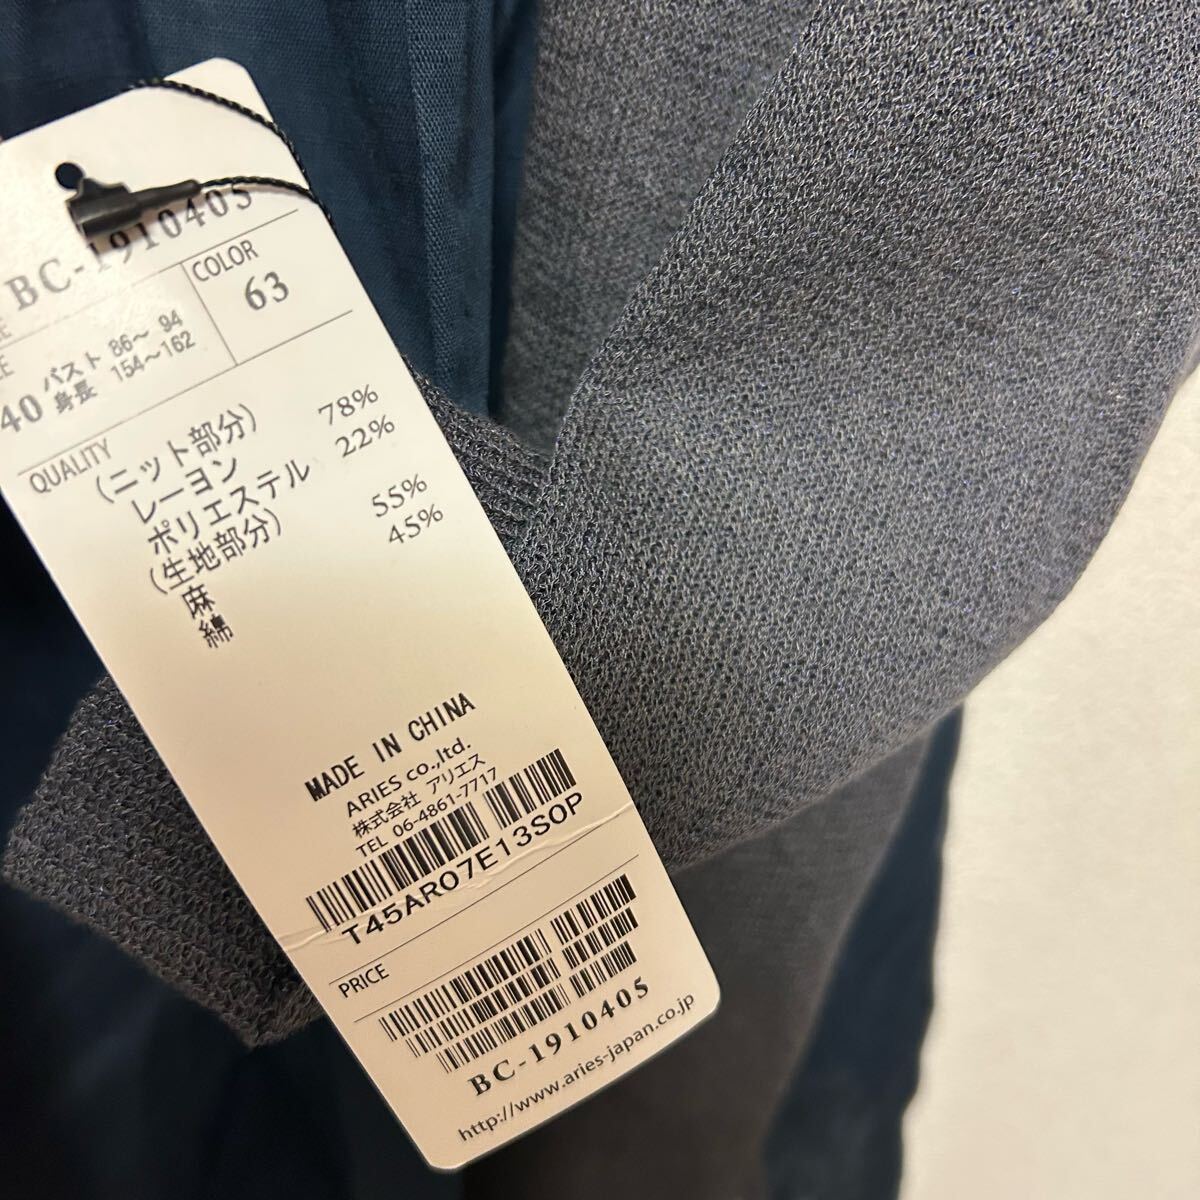 BC-1910405
COLOR
63
40 バスト 86～ 94
身長 154～162
QUALITY
(ニット部分)
レーヨン 78%
ポリエステル 22%
(生地部分)
麻 55%
綿 45%
MADE IN CHINA
ARIES co.,ltd.
株式会社 アリエス
TEL 06-4861-7717
T45AR07E13S0P
PRICE
BC-1910405
http://www.aries-japan.co.jp